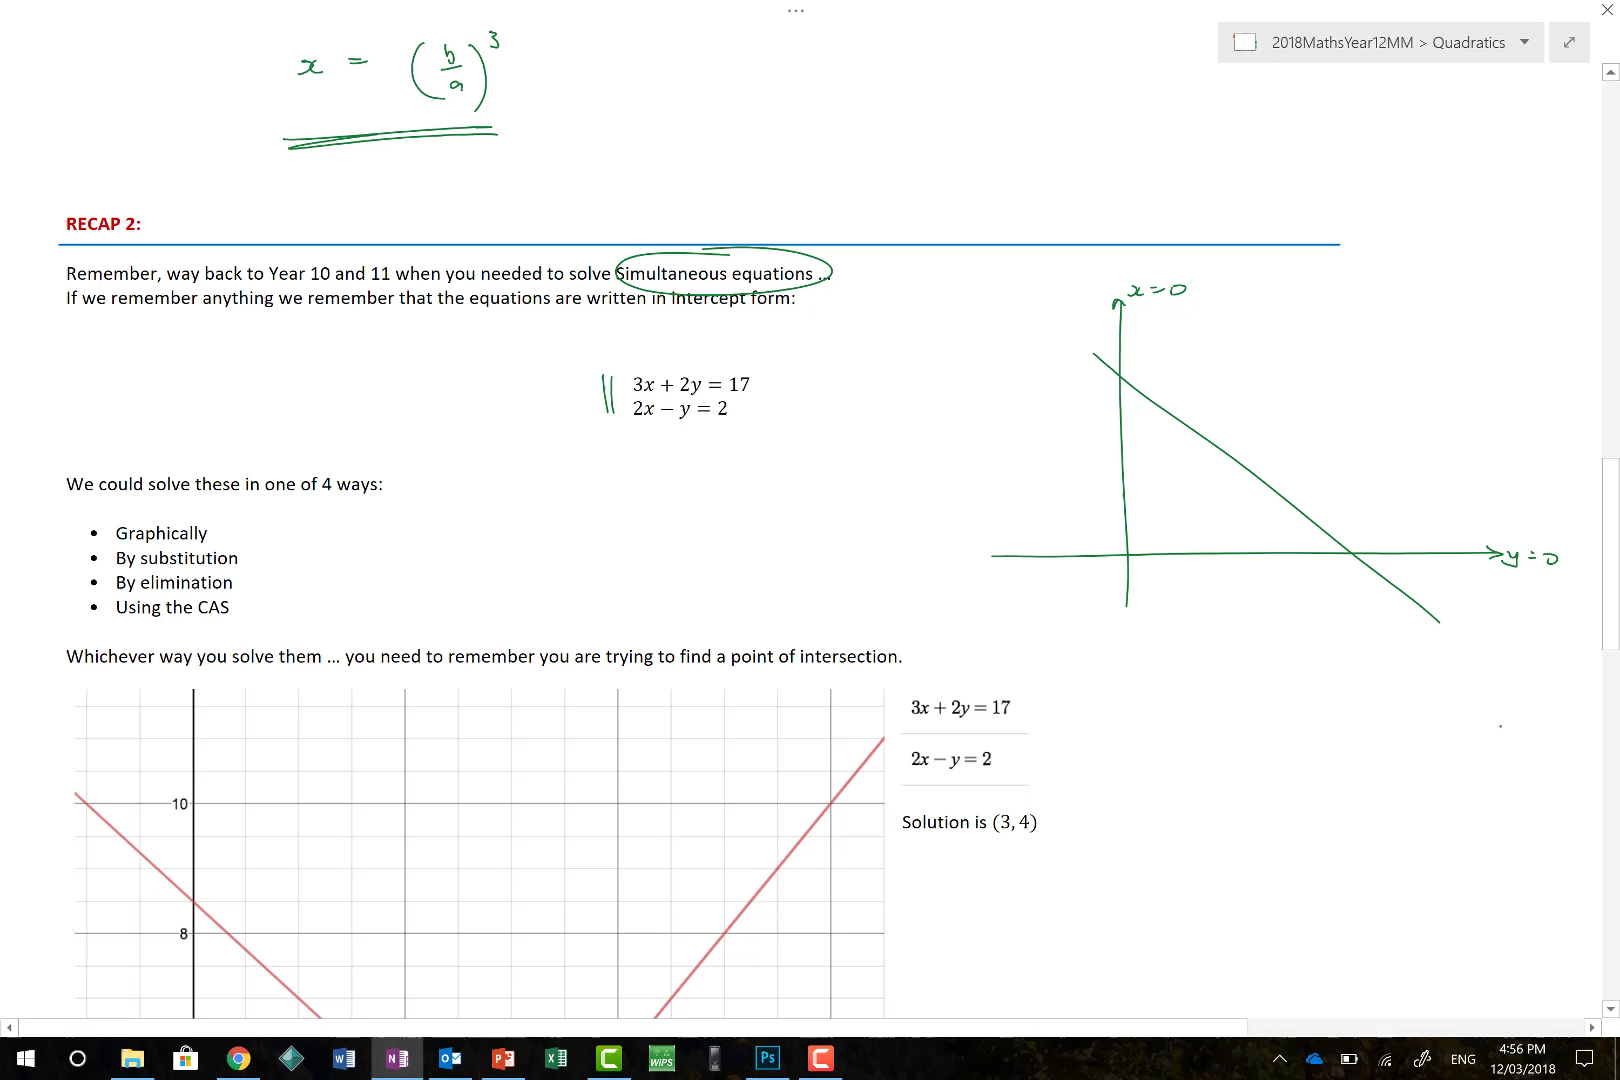 ...
2018MathsYear12MM > Quadratics
x = (b/a)^3
RECAP 2:
Remember, way back to Year 10 and 11 when you needed to solve Simultaneous equations ...
If we remember anything we remember that the equations are written in intercept form:
x=0
3x + 2y = 17
2x − y = 2
y=0
We could solve these in one of 4 ways:
• Graphically
• By substitution
• By elimination
• Using the CAS
Whichever way you solve them ... you need to remember you are trying to find a point of intersection.
3x + 2y = 17
2x − y = 2
Solution is (3, 4)
10
8
WiPS
Ps
ENG
4:56 PM
12/03/2018